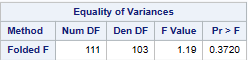 Equality of Variances
Method Num DF Den DF F Value Pr > F
Folded F 111 103 1.19 0.3720